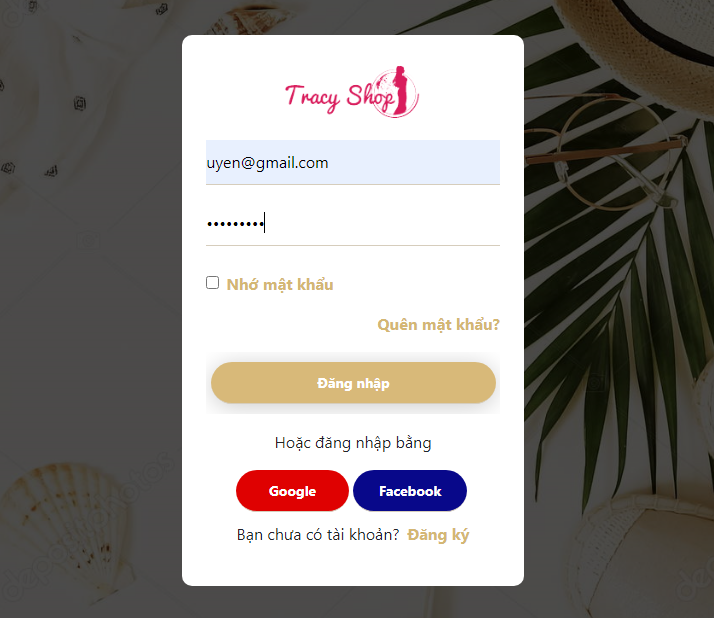 Tracy Shop
uyen@gmail.com
•••••••••
Nhớ mật khẩu
Quên mật khẩu?
Đăng nhập
Hoặc đăng nhập bằng
Google Facebook
Bạn chưa có tài khoản? Đăng ký
depositphotos